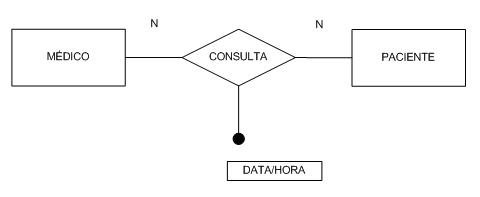 N
N
MÉDICO
CONSULTA
PACIENTE
DATA/HORA